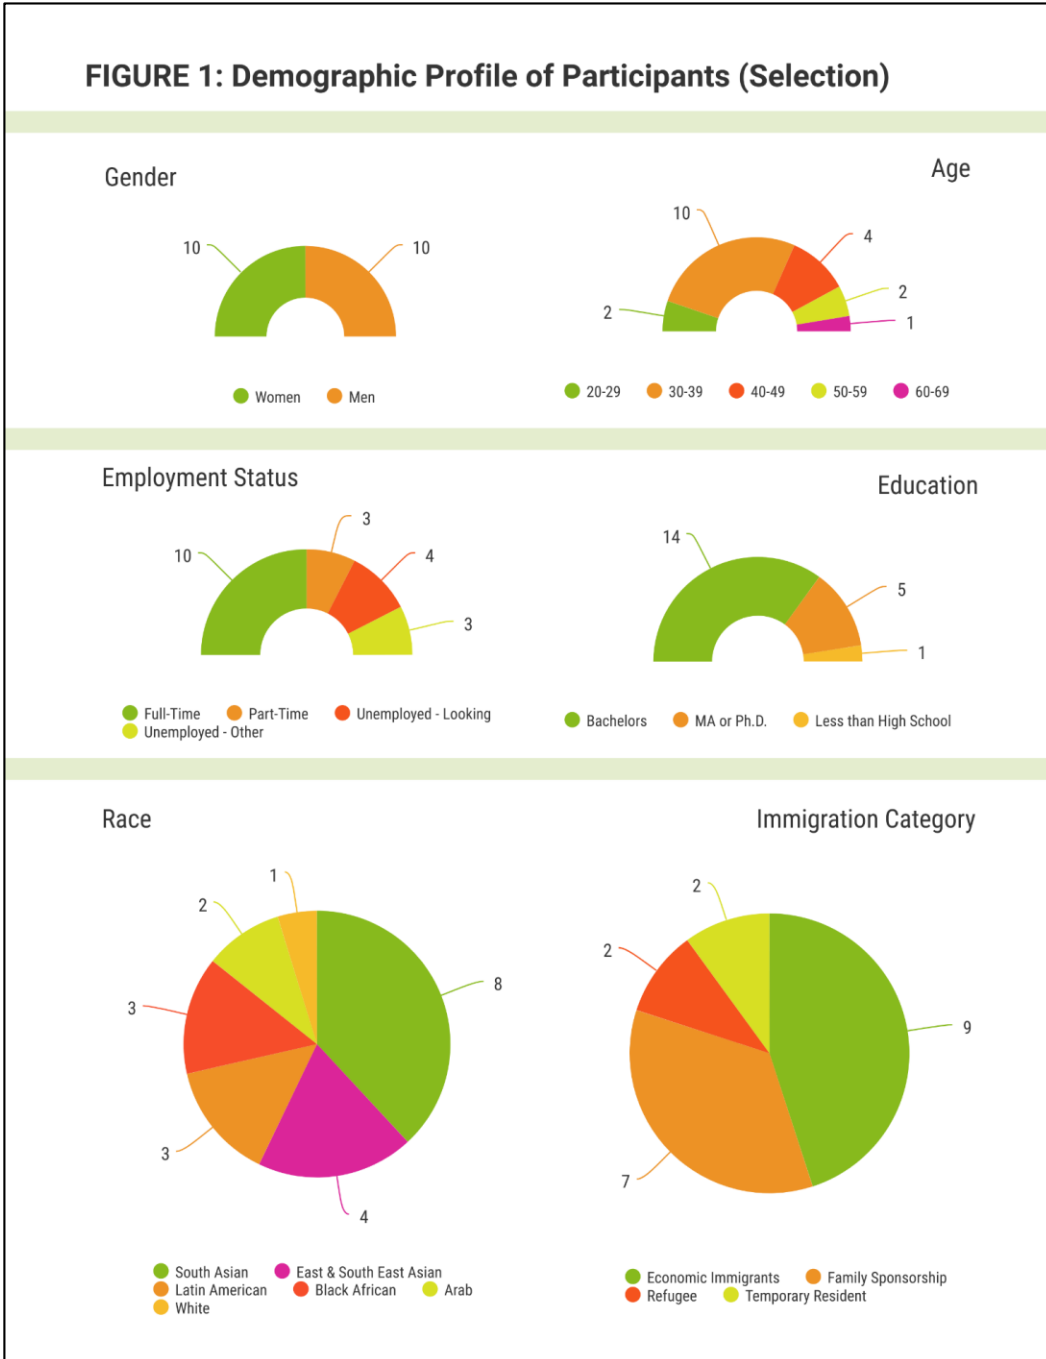 FIGURE 1: Demographic Profile of Participants (Selection)
Gender
10
10
Women Men
Age
10
4
2
2
1
20-29 30-39 40-49 50-59 60-69
Employment Status
3
10
4
3
Full-Time Part-Time Unemployed - Looking
Unemployed - Other
Education
14
5
1
Bachelors MA or Ph.D. Less than High School
Race
1
2
8
3
3
4
South Asian East & South East Asian
Latin American Black African Arab
White
Immigration Category
2
2
9
7
Economic Immigrants Family Sponsorship
Refugee Temporary Resident